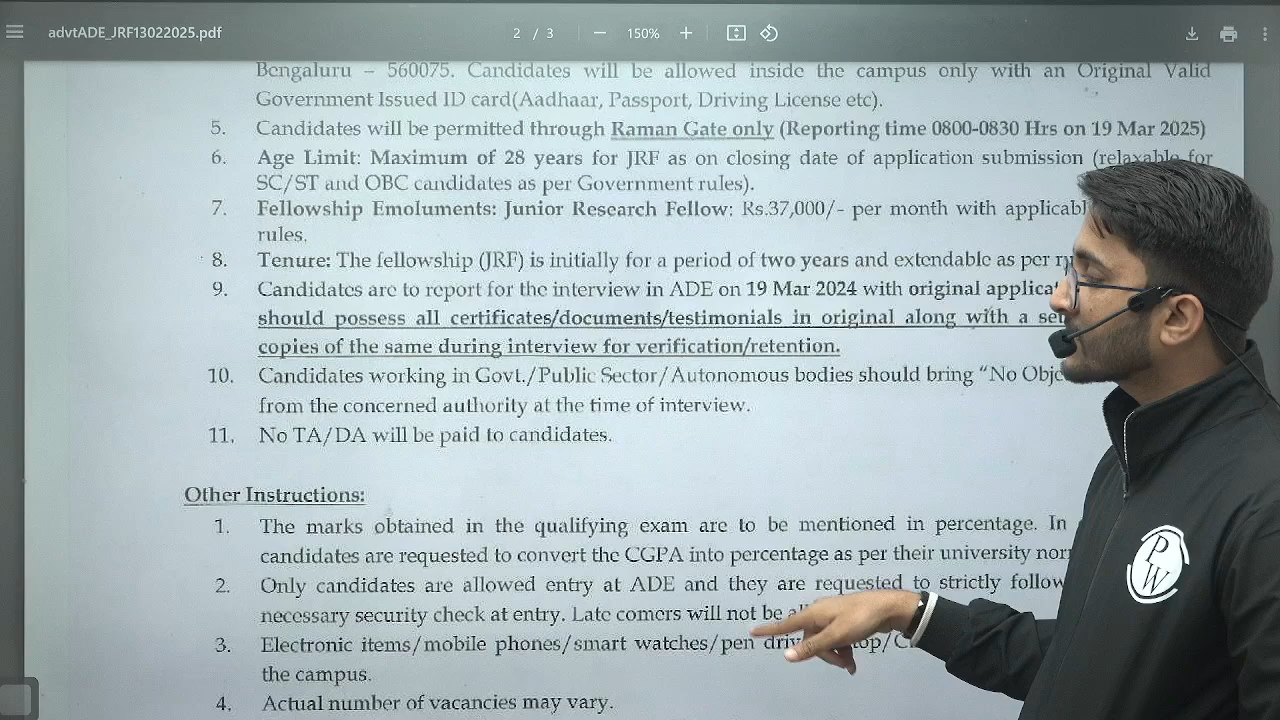 advtADE_JRF13022025.pdf
2 / 3
150%
Bengaluru – 560075. Candidates will be allowed inside the campus only with an Original Valid
Government Issued ID card(Aadhaar, Passport, Driving License etc).
5. Candidates will be permitted through Raman Gate only (Reporting time 0800-0830 Hrs on 19 Mar 2025)
6. Age Limit: Maximum of 28 years for JRF as on closing date of application submission (relaxable for
SC/ST and OBC candidates as per Government rules).
7. Fellowship Emoluments: Junior Research Fellow: Rs.37,000/- per month with applicabl
rules.
8. Tenure: The fellowship (JRF) is initially for a period of two years and extendable as per
9. Candidates are to report for the interview in ADE on 19 Mar 2024 with original applica
should possess all certificates/documents/testimonials in original along with a set
copies of the same during interview for verification/retention.
10. Candidates working in Govt./Public Sector/Autonomous bodies should bring “No Obj
from the concerned authority at the time of interview.
11. No TA/DA will be paid to candidates.
Other Instructions:
1. The marks obtained in the qualifying exam are to be mentioned in percentage. In
candidates are requested to convert the CGPA into percentage as per their university nor
2. Only candidates are allowed entry at ADE and they are requested to strictly follow
necessary security check at entry. Late comers will not be
3. Electronic items/mobile phones/smart watches/pen driv
the campus.
4. Actual number of vacancies may vary.
PW